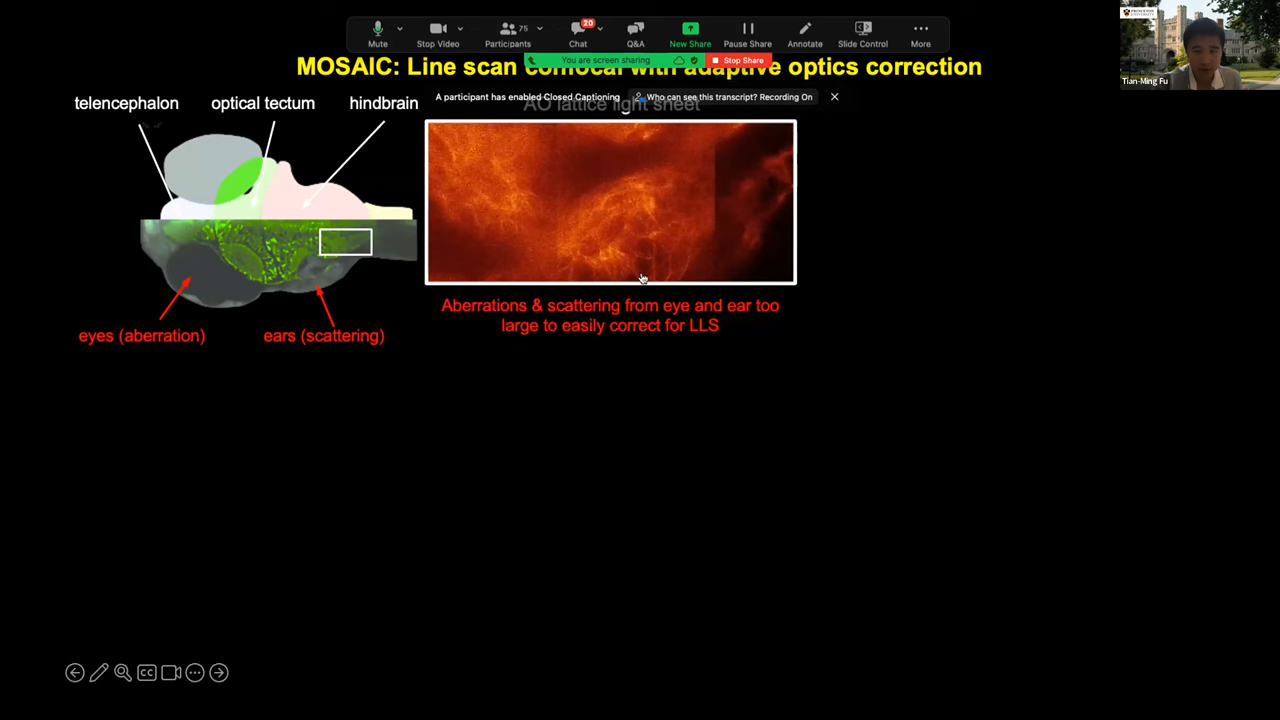 Mute
Stop Video
75
Participants
20
Chat
Q&A
New Share
Pause Share
Annotate
Slide Control
More
You are screen sharing
Stop Share
PRINCETON
UNIVERSITY
Tian-Ming Fu
MOSAIC: Line scan confocal with adaptive optics correction
A participant has enabled Closed Captioning
Who can see this transcript? Recording On
telencephalon
optical tectum
hindbrain
AO lattice light sheet
eyes (aberration)
ears (scattering)
Aberrations & scattering from eye and ear too
large to easily correct for LLS
CC